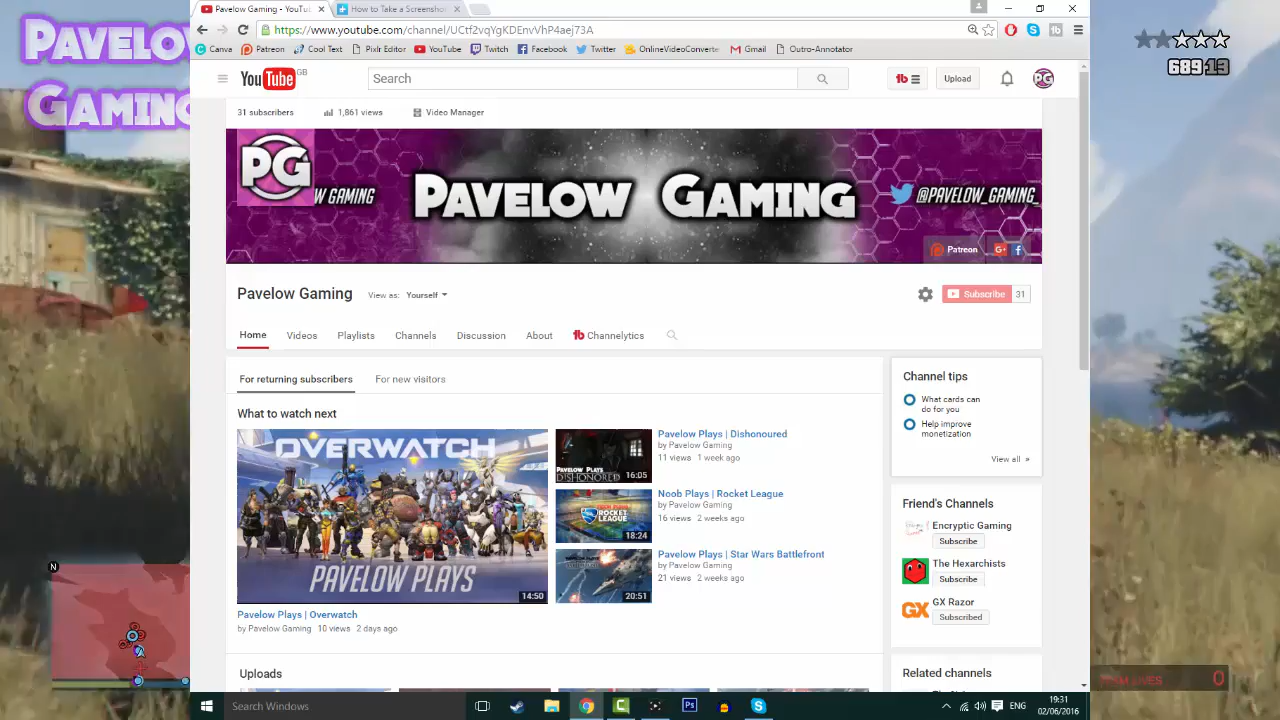 Pavelow Gaming - YouTu
How to Take a Screensho
https://www.youtube.com/channel/UCtf2vqYgKDEnvVhP4aej73A
Canva
Patreon
Cool Text
Pixlr Editor
YouTube
Twitch
Facebook
Twitter
OnlineVideoConverte
Gmail
Outro-Annotator
PAVELOW
GAMING
68913
YouTube GB
Search
Upload
PG
31 subscribers
1,861 views
Video Manager
PG
W GAMING
PAVELOW GAMING
@PAVELOW_GAMING_
Patreon
Pavelow Gaming
View as: Yourself
Subscribe 31
Home
Videos
Playlists
Channels
Discussion
About
Channelytics
For returning subscribers
For new visitors
What to watch next
OVERWATCH
PAVELOW PLAYS
14:50
Pavelow Plays | Overwatch
by Pavelow Gaming 10 views 2 days ago
PAVELOW PLAYS
DISHONORED
16:05
Pavelow Plays | Dishonoured
by Pavelow Gaming
11 views 1 week ago
ROCKET
LEAGUE
18:24
Noob Plays | Rocket League
by Pavelow Gaming
16 views 2 weeks ago
20:51
Pavelow Plays | Star Wars Battlefront
by Pavelow Gaming
21 views 2 weeks ago
Uploads
Channel tips
What cards can
do for you
Help improve
monetization
View all »
Friend's Channels
Encryptic Gaming
Subscribe
The Hexarchists
Subscribe
GX
GX Razor
Subscribed
Related channels
N
LIVES 0
Search Windows
ENG
19:31
02/06/2016